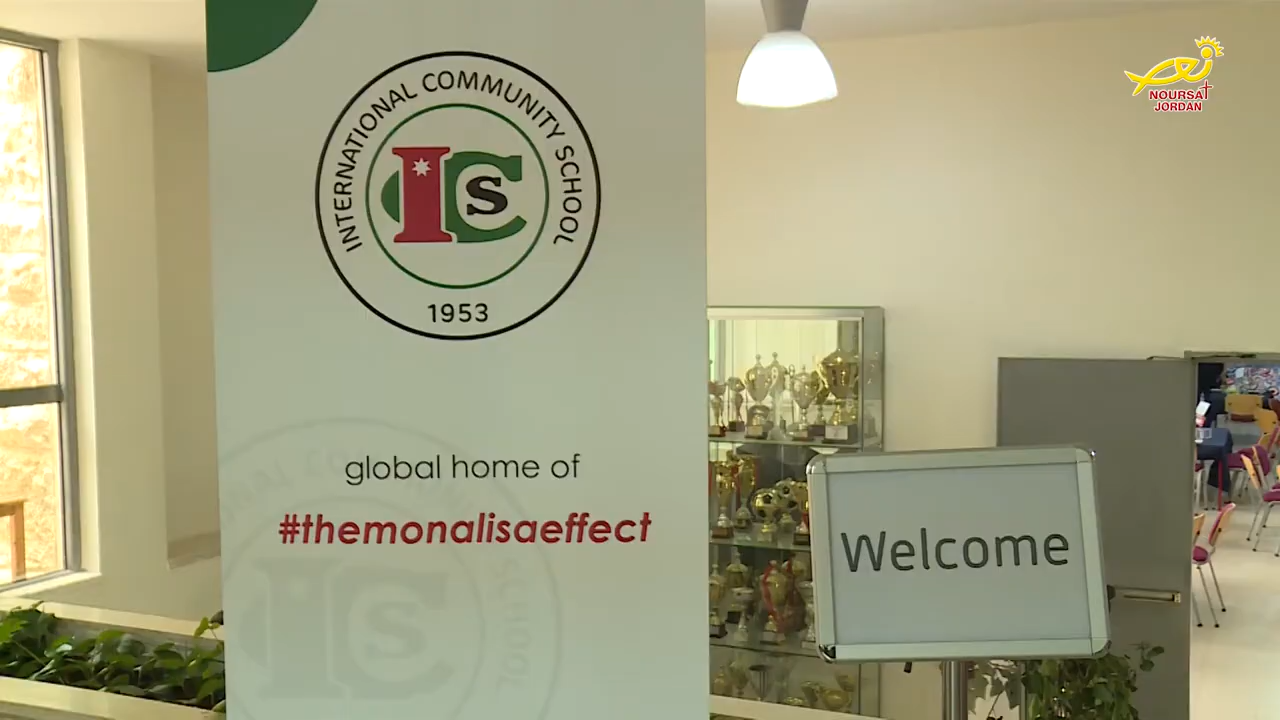 INTERNATIONAL COMMUNITY SCHOOL
ICS
1953
global home of
#themonalisaeffect
Welcome
NOURSAT
JORDAN